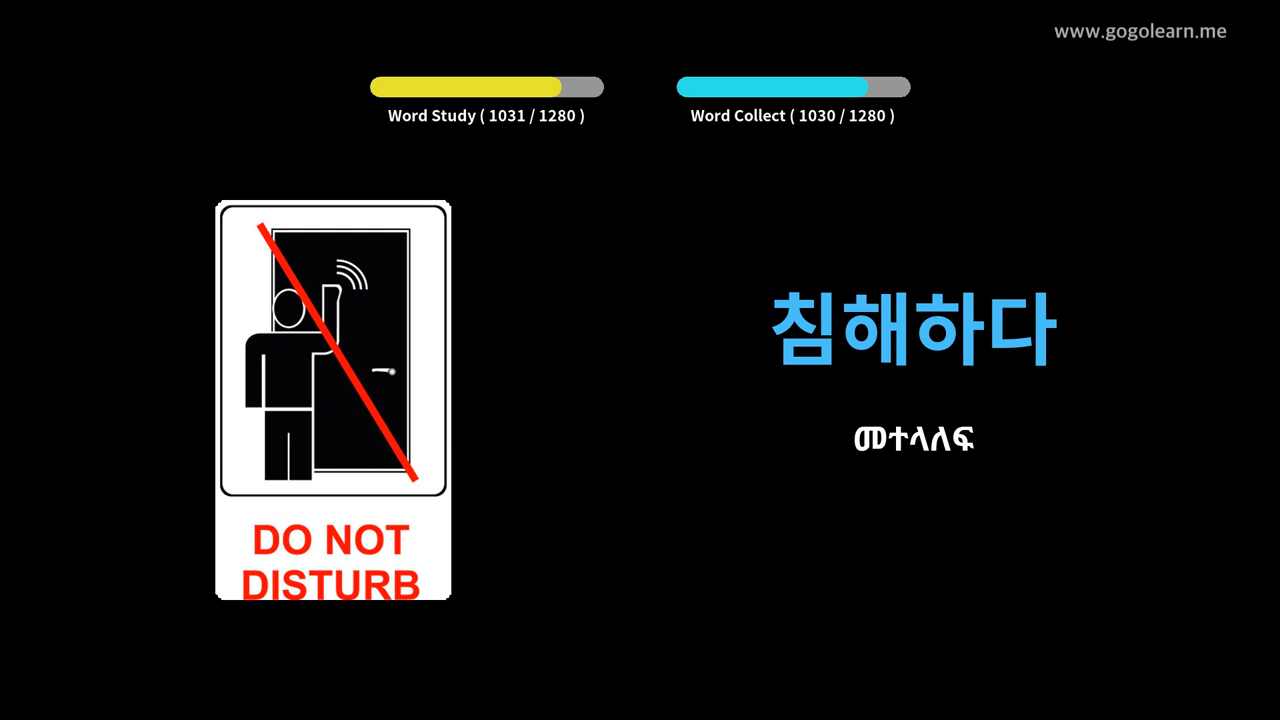 www.gogolearn.me
Word Study ( 1031 / 1280 )
Word Collect ( 1030 / 1280 )
침해하다
መተላለፍ
DO NOT
DISTURB